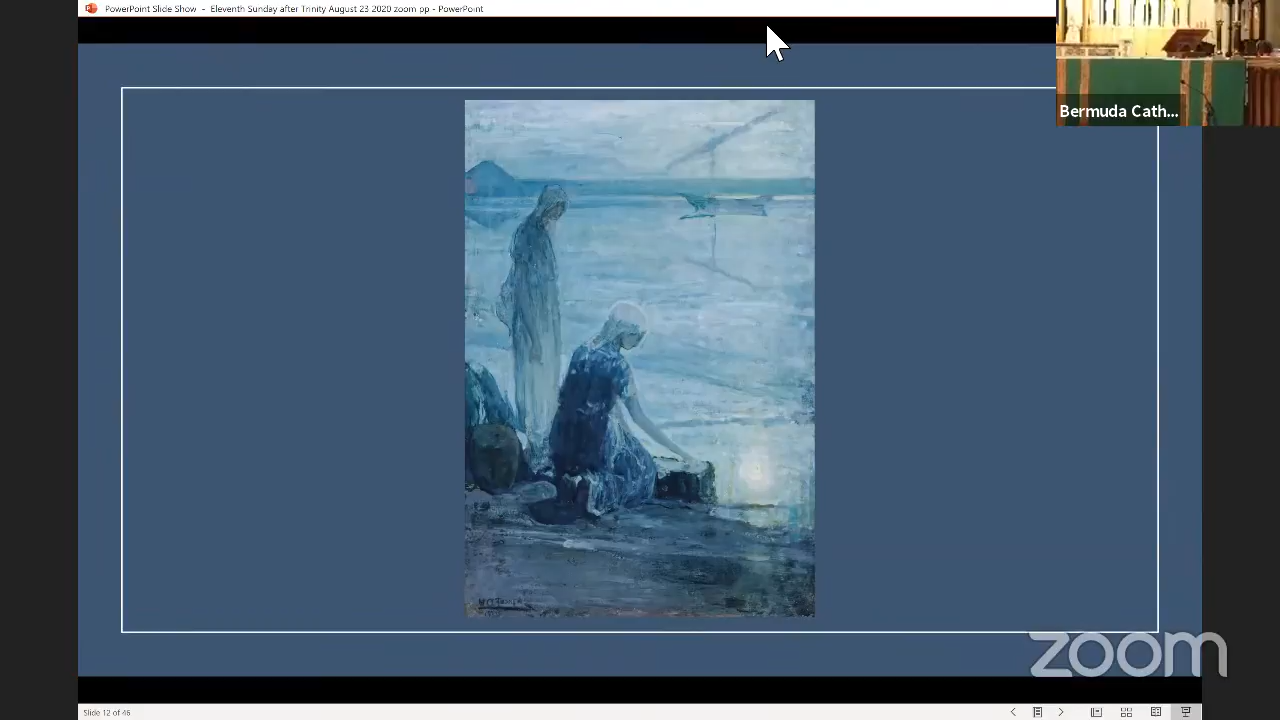 PowerPoint Slide Show - Eleventh Sunday after Trinity August 23 2020 zoom pp - PowerPoint
Bermuda Cath...
zoom
Slide 12 of 46